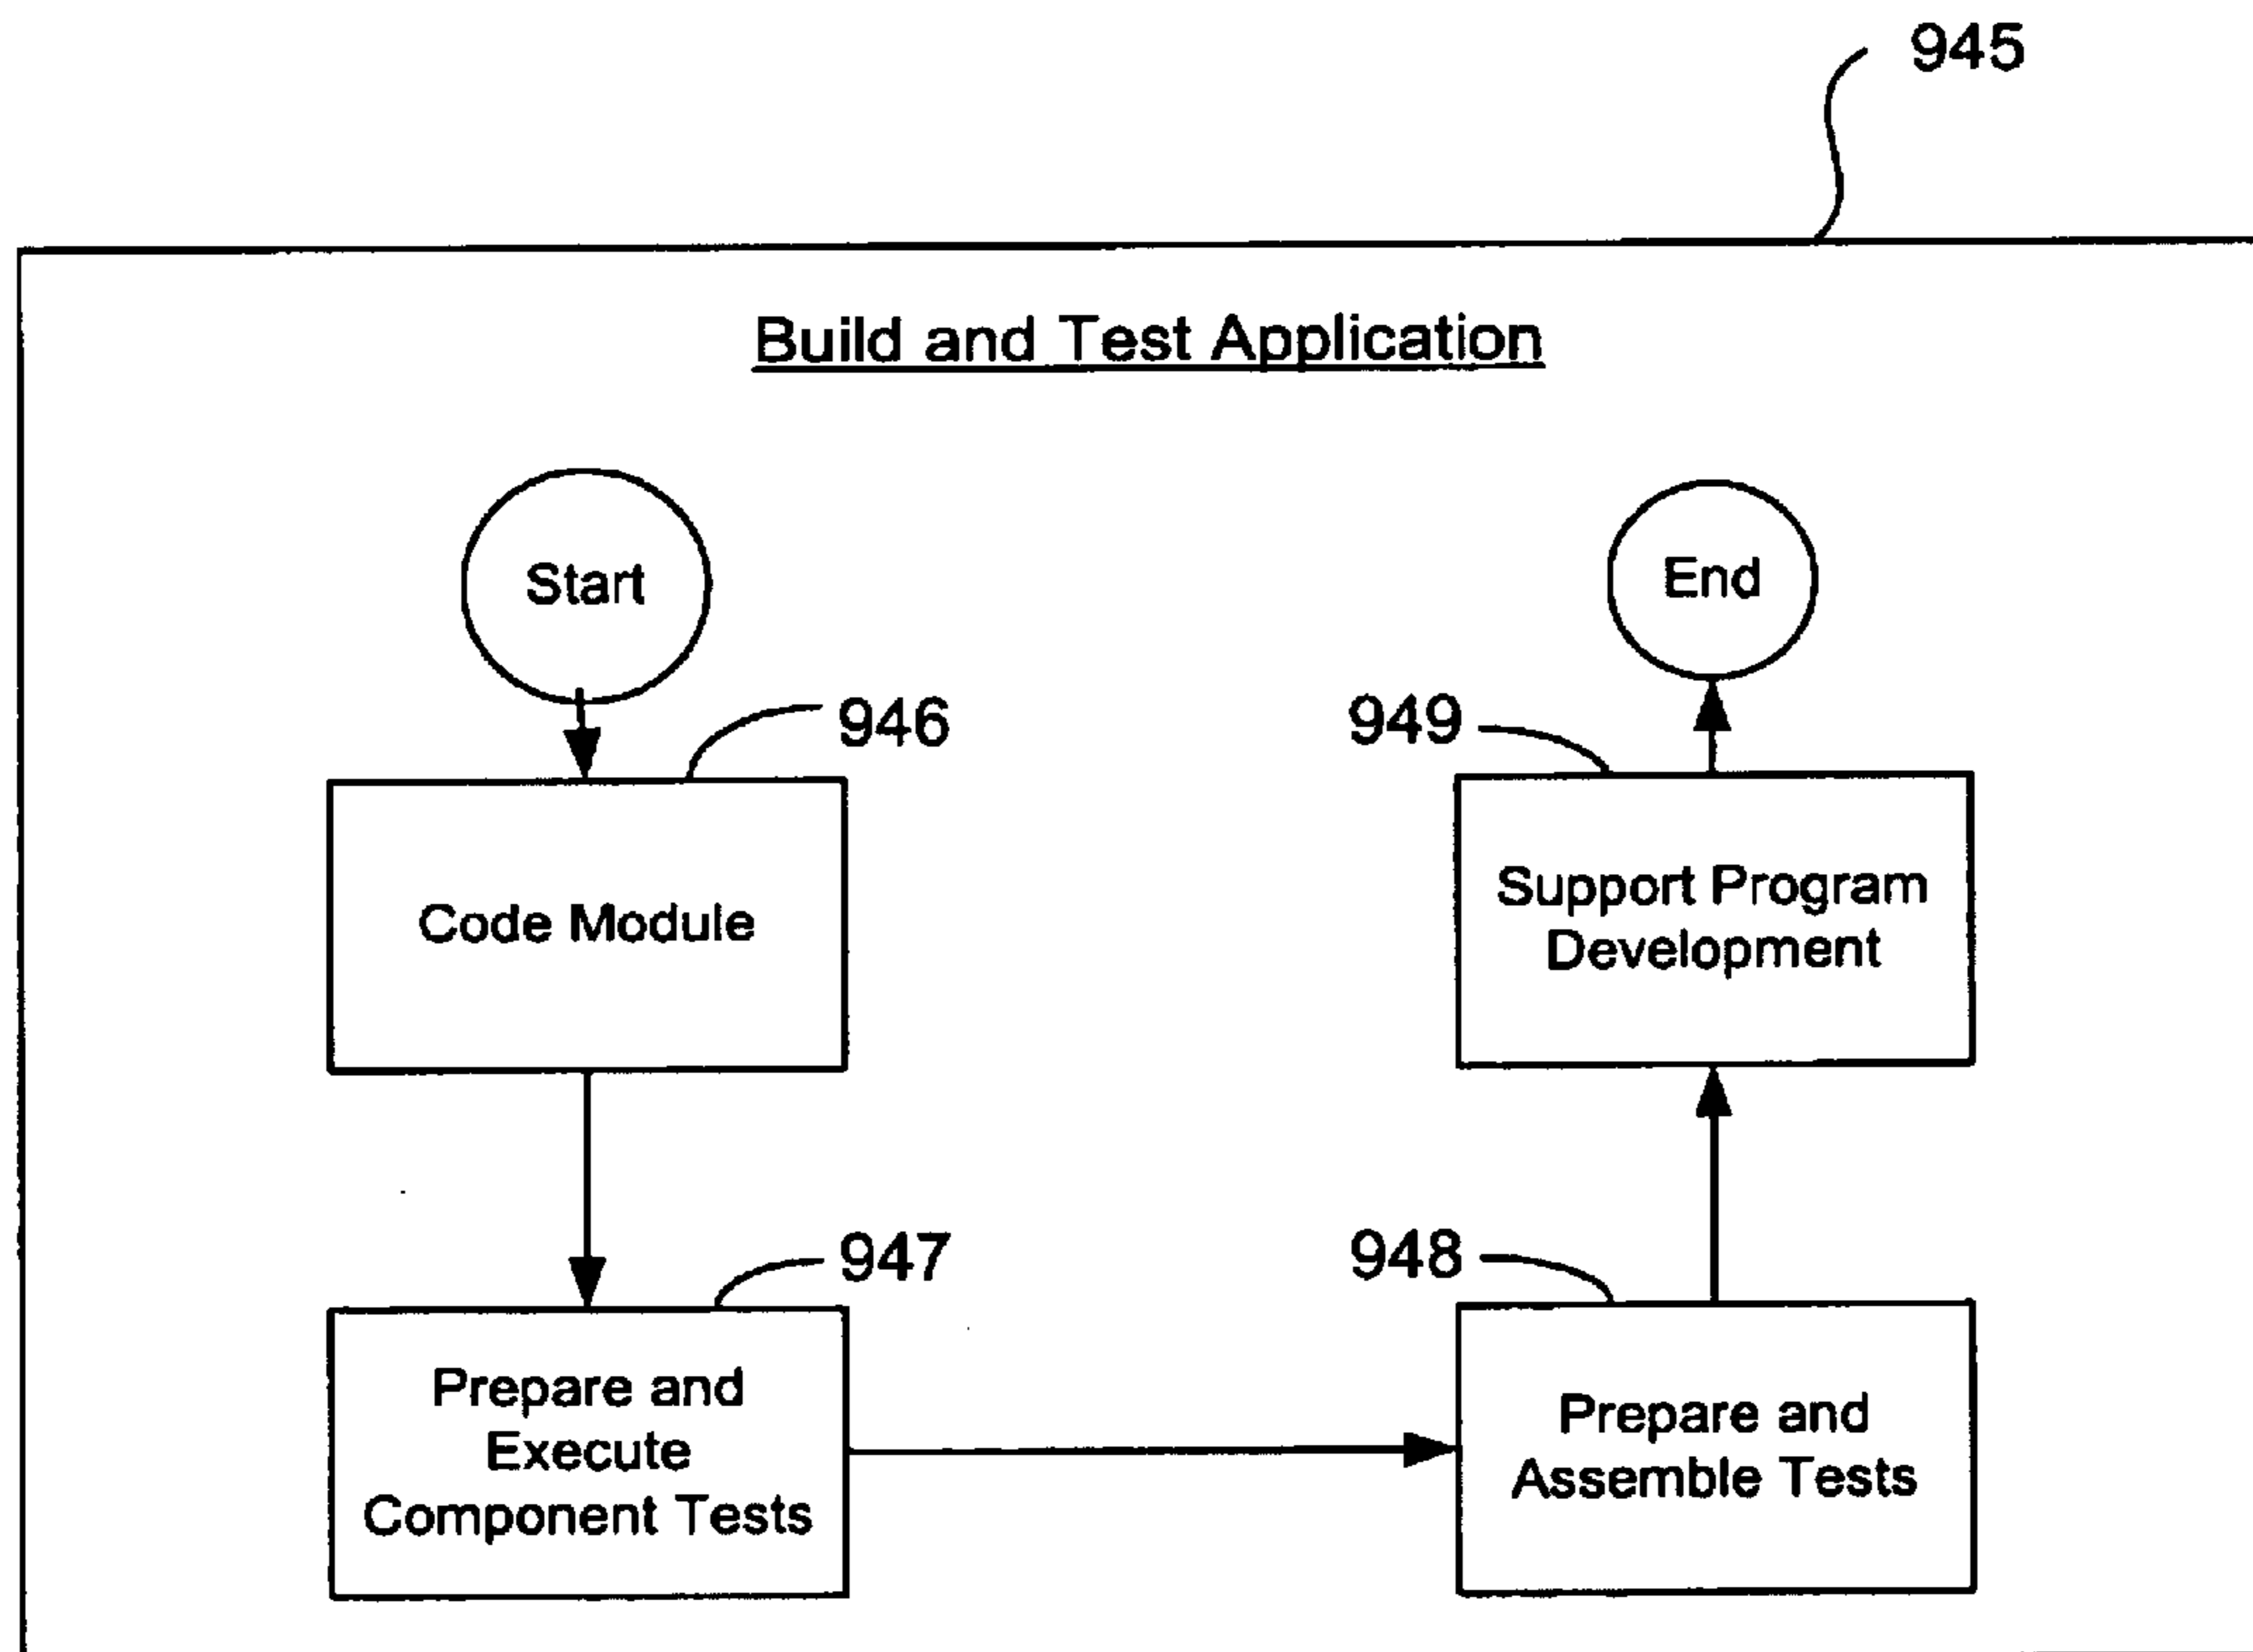 945
Build and Test Application
Start
End
946
949
Code Module
Support Program
Development
947
948
Prepare and
Execute
Component Tests
Prepare and
Assemble Tests